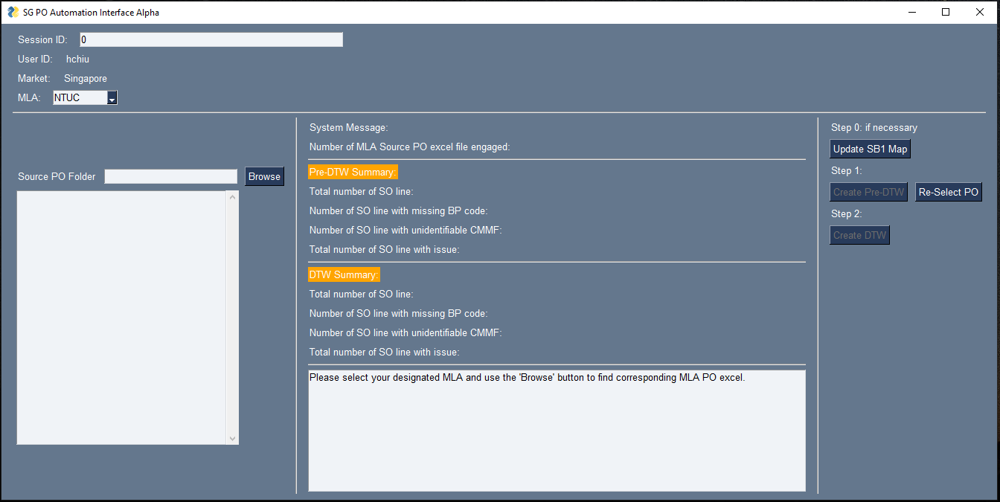 SG PO Automation Interface Alpha
Session ID: 0
User ID: hchiu
Market: Singapore
MLA: NTUC
Source PO Folder Browse
System Message:
Number of MLA Source PO excel file engaged:
Pre-DTW Summary:
Total number of SO line:
Number of SO line with missing BP code:
Number of SO line with unidentifiable CMMF:
Total number of SO line with issue:
DTW Summary:
Total number of SO line:
Number of SO line with missing BP code:
Number of SO line with unidentifiable CMMF:
Total number of SO line with issue:
Please select your designated MLA and use the 'Browse' button to find corresponding MLA PO excel.
Step 0: if necessary
Update SB1 Map
Step 1:
Create Pre-DTW Re-Select PO
Step 2:
Create DTW